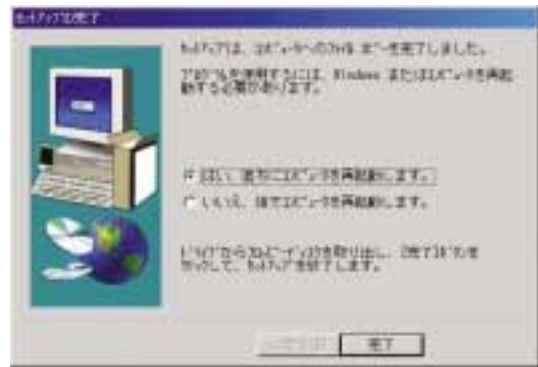 セットアップの完了
セットアップは、コンピュータへのファイル コピーを完了しました。
プログラムを使用するには、Windows またはコンピュータを再起
動する必要があります。
はい、直ちにコンピュータを再起動します。
いいえ、後でコンピュータを再起動します。
ドライブからフロッピーディスクを取り出し、[完了]ボタンを
クリックして、セットアップを終了します。
完了